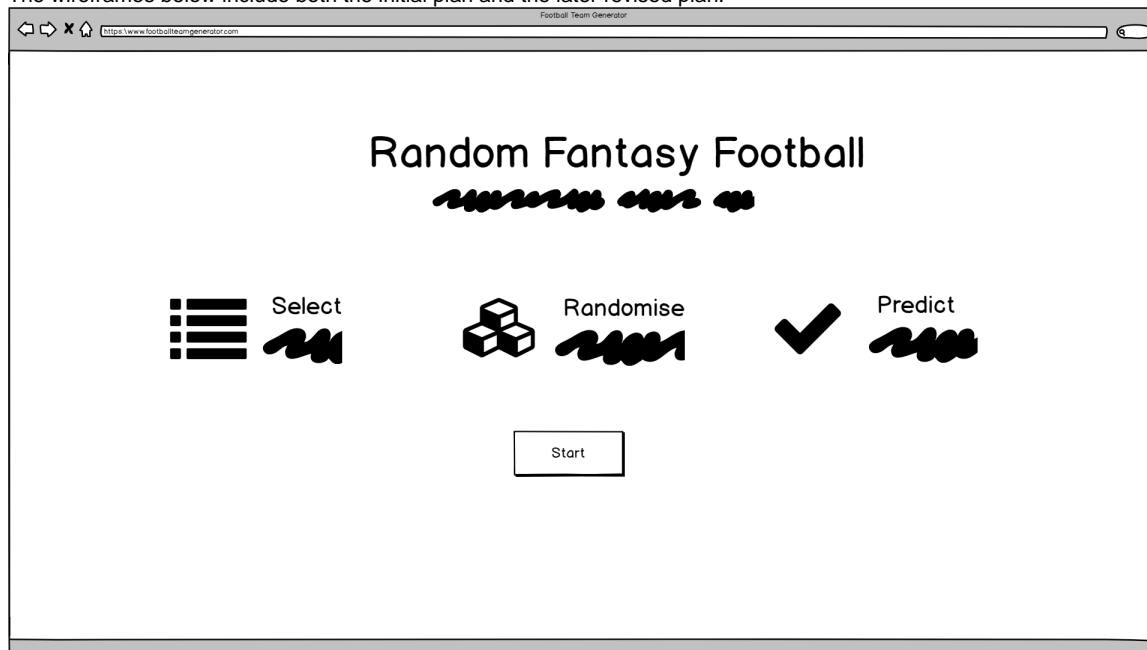 The wireframes below include both the initial plan and the later revised plan.
Football Team Generator
https:\www.footballteamgenerator.com
Random Fantasy Football
Select
Randomise
Predict
Start